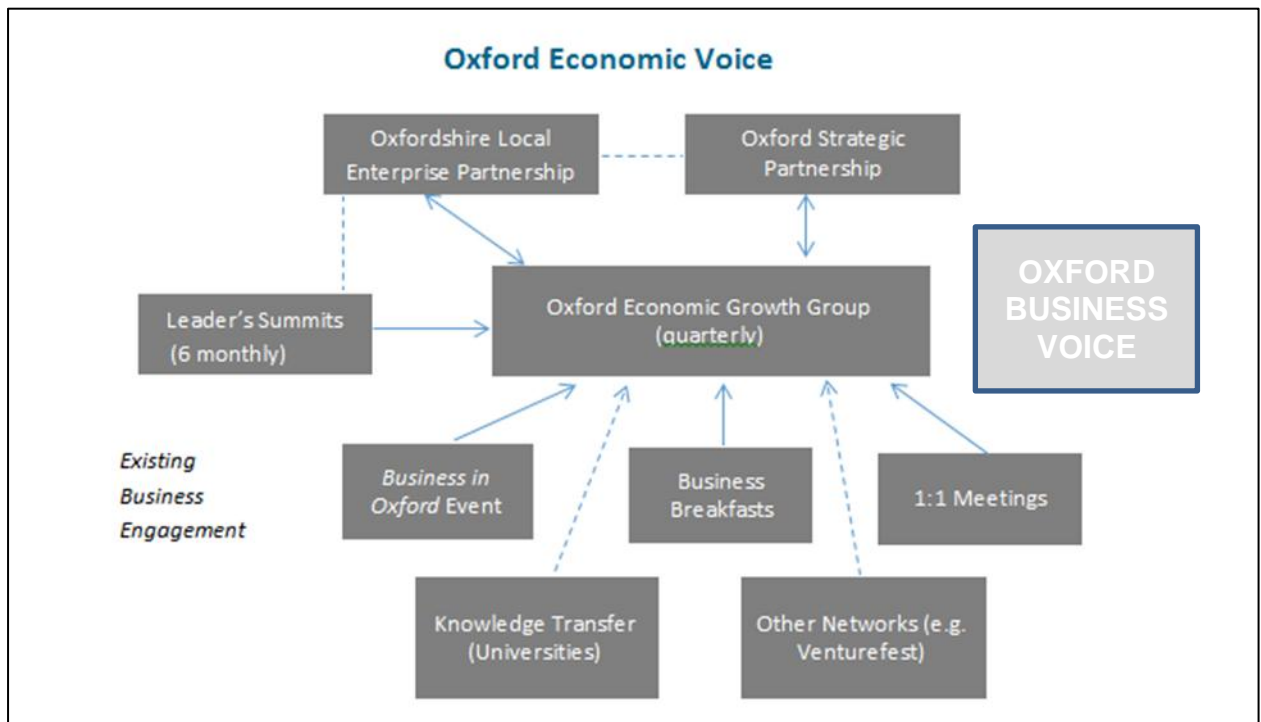 Oxford Economic Voice
Oxfordshire Local
Enterprise Partnership
Oxford Strategic
Partnership
OXFORD
BUSINESS
VOICE
Leader’s Summits
(6 monthly)
Oxford Economic Growth Group
(quarterly)
Existing
Business
Engagement
Business in
Oxford Event
Business
Breakfasts
1:1 Meetings
Knowledge Transfer
(Universities)
Other Networks (e.g.
Venturefest)